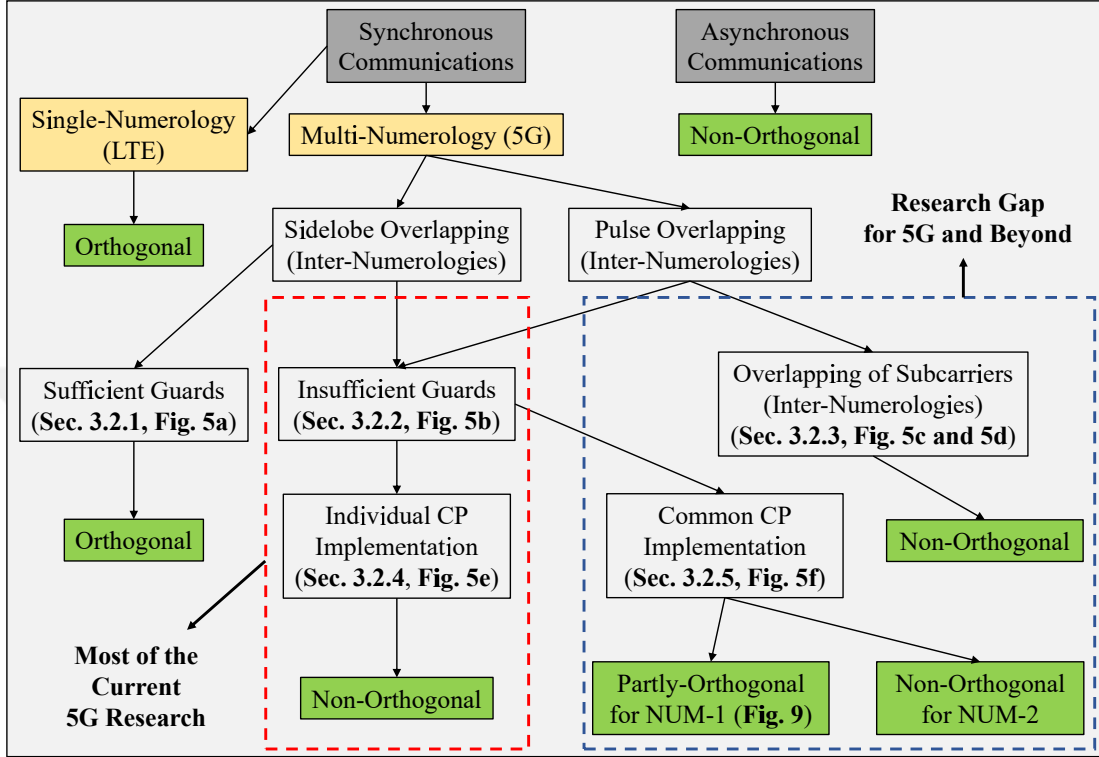 Synchronous
Communications
Asynchronous
Communications
Single-Numerology
(LTE)
Multi-Numerology (5G)
Non-Orthogonal
Orthogonal
Sidelobe Overlapping
(Inter-Numerologies)
Pulse Overlapping
(Inter-Numerologies)
Research Gap
for 5G and Beyond
Sufficient Guards
(Sec. 3.2.1, Fig. 5a)
Insufficient Guards
(Sec. 3.2.2, Fig. 5b)
Overlapping of Subcarriers
(Inter-Numerologies)
(Sec. 3.2.3, Fig. 5c and 5d)
Orthogonal
Individual CP
Implementation
(Sec. 3.2.4, Fig. 5e)
Common CP
Implementation
(Sec. 3.2.5, Fig. 5f)
Non-Orthogonal
Most of the
Current
5G Research
Non-Orthogonal
Partly-Orthogonal
for NUM-1 (Fig. 9)
Non-Orthogonal
for NUM-2